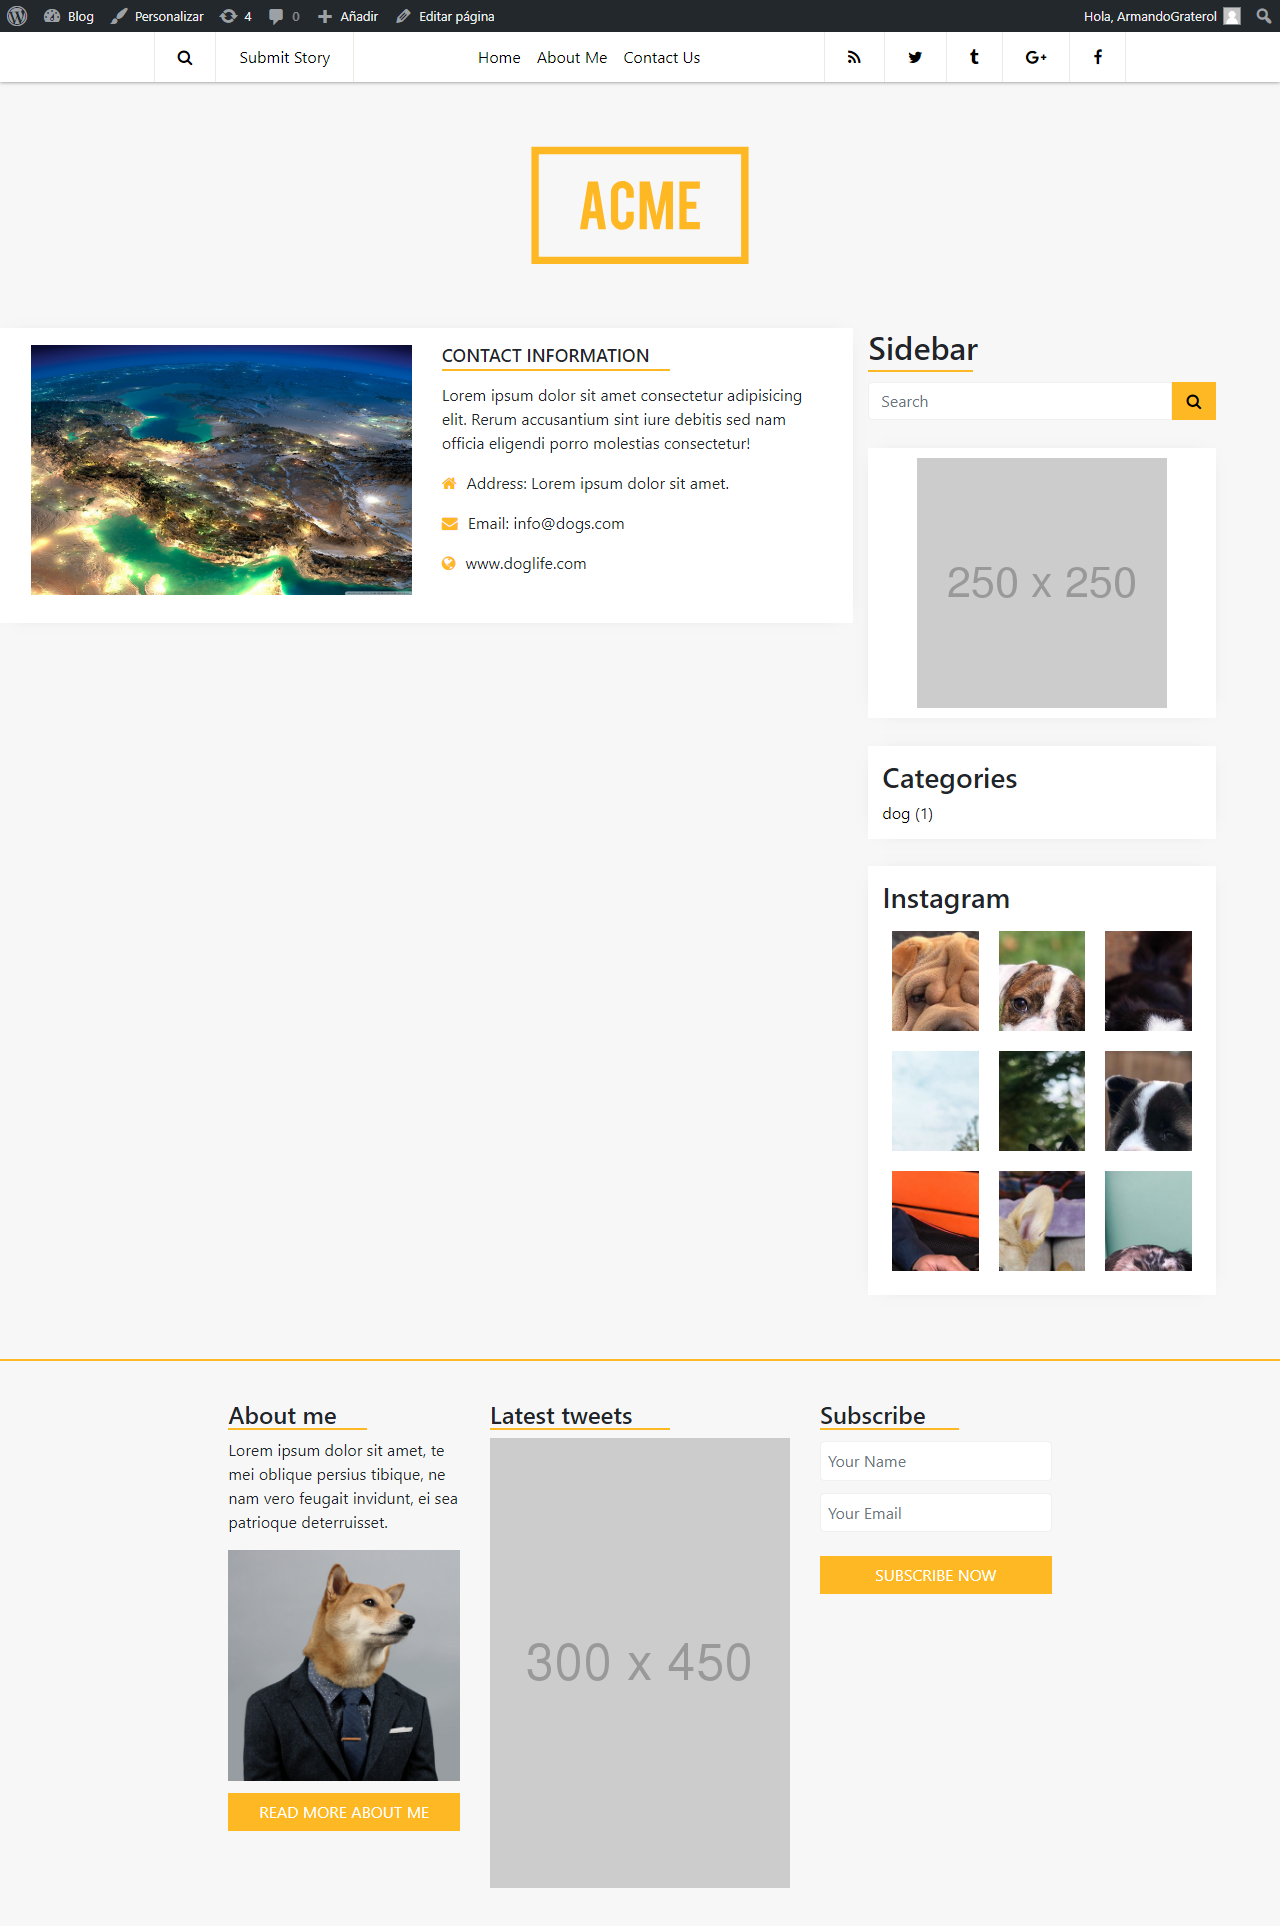 Blog
Personalizar
4
0
Añadir
Editar página
Hola, ArmandoGraterol
Submit Story
Home
About Me
Contact Us
ACME
CONTACT INFORMATION
Lorem ipsum dolor sit amet consectetur adipisicing
elit. Rerum accusantium sint iure debitis sed nam
officia eligendi porro molestias consectetur!
Address: Lorem ipsum dolor sit amet.
Email: info@dogs.com
www.doglife.com
Sidebar
Search
250 x 250
Categories
dog (1)
Instagram
About me
Lorem ipsum dolor sit amet, te
mei oblique persius tibique, ne
nam vero feugait invidunt, ei sea
patrioque deterruisset.
READ MORE ABOUT ME
Latest tweets
300 x 450
Subscribe
Your Name
Your Email
SUBSCRIBE NOW